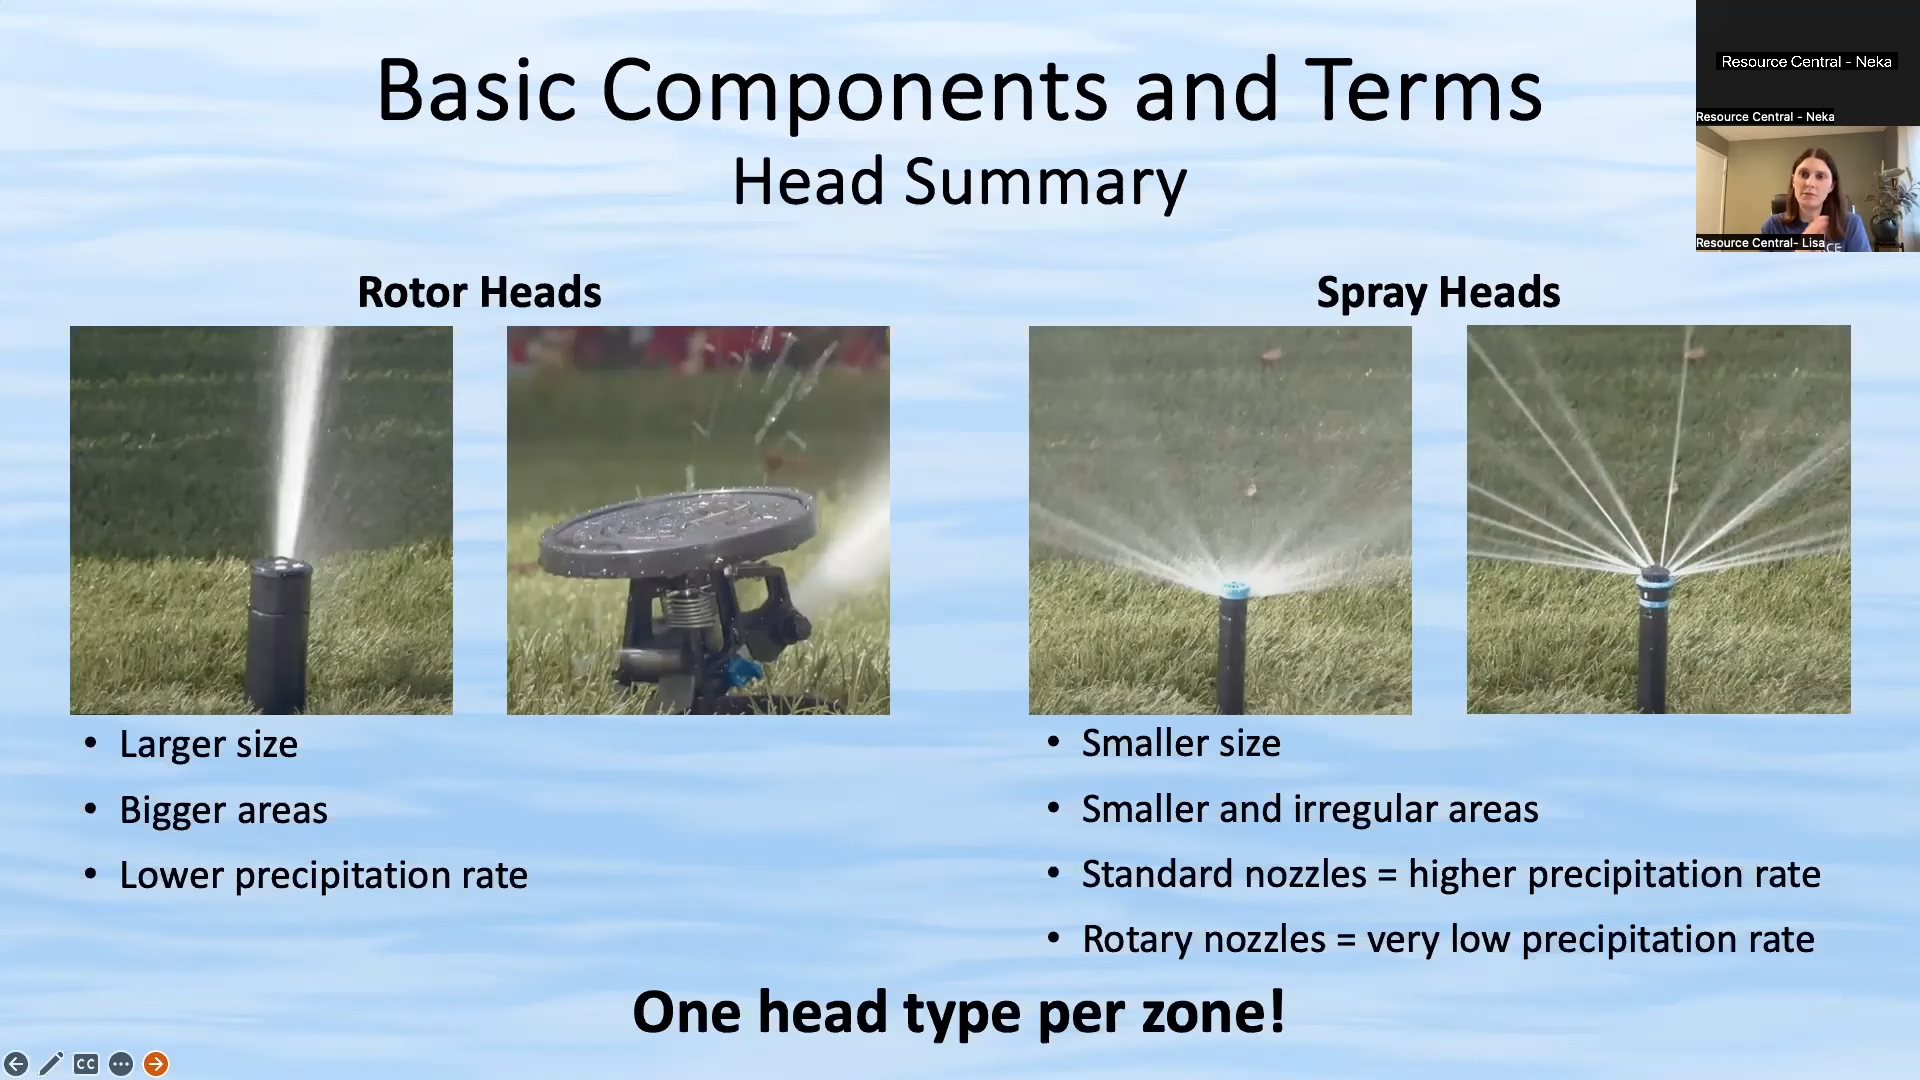 Basic Components and Terms
Head Summary
Resource Central - Neka
Resource Central - Neka
Resource Central- Lisa
CE
Rotor Heads
Spray Heads
• Larger size
• Bigger areas
• Lower precipitation rate
• Smaller size
• Smaller and irregular areas
• Standard nozzles = higher precipitation rate
• Rotary nozzles = very low precipitation rate
One head type per zone!
CC